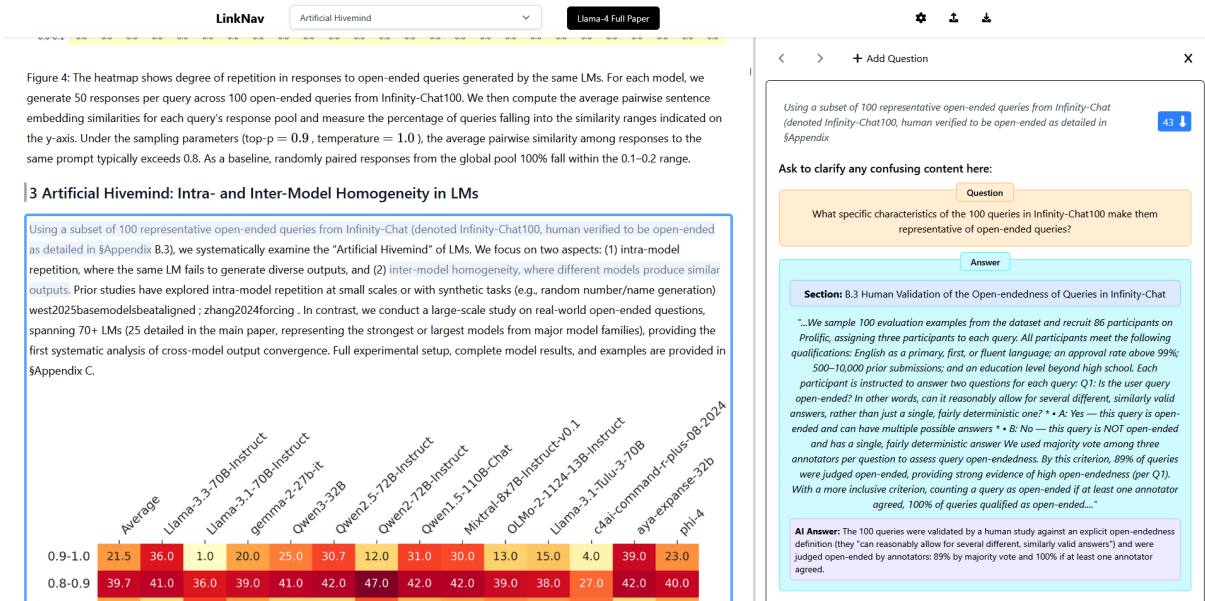 LinkNav
Artificial Hivemind
Llama-4 Full Paper
Figure 4: The heatmap shows degree of repetition in responses to open-ended queries generated by the same LMs. For each model, we
generate 50 responses per query across 100 open-ended queries from Infinity-Chat100. We then compute the average pairwise sentence
embedding similarities for each query's response pool and measure the percentage of queries falling into the similarity ranges indicated on
the y-axis. Under the sampling parameters (top-p = 0.9 , temperature = 1.0 ), the average pairwise similarity among responses to the
same prompt typically exceeds 0.8. As a baseline, randomly paired responses from the global pool 100% fall within the 0.1–0.2 range.
3 Artificial Hivemind: Intra- and Inter-Model Homogeneity in LMs
Using a subset of 100 representative open-ended queries from Infinity-Chat (denoted Infinity-Chat100, human verified to be open-ended
as detailed in §Appendix B.3), we systematically examine the "Artificial Hivemind" of LMs. We focus on two aspects: (1) intra-model
repetition, where the same LM fails to generate diverse outputs, and (2) inter-model homogeneity, where different models produce similar
outputs. Prior studies have explored intra-model repetition at small scales or with synthetic tasks (e.g., random number/name generation)
west2025basemodelsbeataligned ; zhang2024forcing . In contrast, we conduct a large-scale study on real-world open-ended questions,
spanning 70+ LMs (25 detailed in the main paper, representing the strongest or largest models from major model families), providing the
first systematic analysis of cross-model output convergence. Full experimental setup, complete model results, and examples are provided in
§Appendix C.
Average
Llama-3.3-70B-Instruct
Llama-3.1-70B-Instruct
gemma-2-27b-it
Qwen3-32B
Qwen2.5-72B-Instruct
Qwen2-72B-Instruct
Qwen1.5-110B-Chat
Mixtral-8x7B-Instruct-v0.1
OLMo-2-1124-13B-Instruct
Llama-3.1-Tulu-3-70B
c4ai-command-r-plus-08-2024
aya-expanse-32b
phi-4
0.9-1.0 21.5 36.0 1.0 20.0 25.0 30.7 12.0 31.0 30.0 13.0 15.0 4.0 39.0 23.0
0.8-0.9 39.7 41.0 36.0 39.0 41.0 42.0 47.0 42.0 42.0 39.0 38.0 27.0 42.0 40.0
+ Add Question
X
Using a subset of 100 representative open-ended queries from Infinity-Chat
(denoted Infinity-Chat100, human verified to be open-ended as detailed in
§Appendix
43
Ask to clarify any confusing content here:
Question
What specific characteristics of the 100 queries in Infinity-Chat100 make them
representative of open-ended queries?
Answer
Section: B.3 Human Validation of the Open-endedness of Queries in Infinity-Chat
"...We sample 100 evaluation examples from the dataset and recruit 86 participants on
Prolific, assigning three participants to each query. All participants meet the following
qualifications: English as a primary, first, or fluent language; an approval rate above 99%;
500–10,000 prior submissions; and an education level beyond high school. Each
participant is instructed to answer two questions for each query: Q1: Is the user query
open-ended? In other words, can it reasonably allow for several different, similarly valid
answers, rather than just a single, fairly deterministic one? * • A: Yes — this query is open-
ended and can have multiple possible answers * • B: No — this query is NOT open-ended
and has a single, fairly deterministic answer We used majority vote among three
annotators per question to assess query open-endedness. By this criterion, 89% of queries
were judged open-ended, providing strong evidence of high open-endedness (per Q1).
With a more inclusive criterion, counting a query as open-ended if at least one annotator
agreed, 100% of queries qualified as open-ended...."
AI Answer: The 100 queries were validated by a human study against an explicit open-endedness
definition (they "can reasonably allow for several different, similarly valid answers") and were
judged open-ended by annotators: 89% by majority vote and 100% if at least one annotator
agreed.